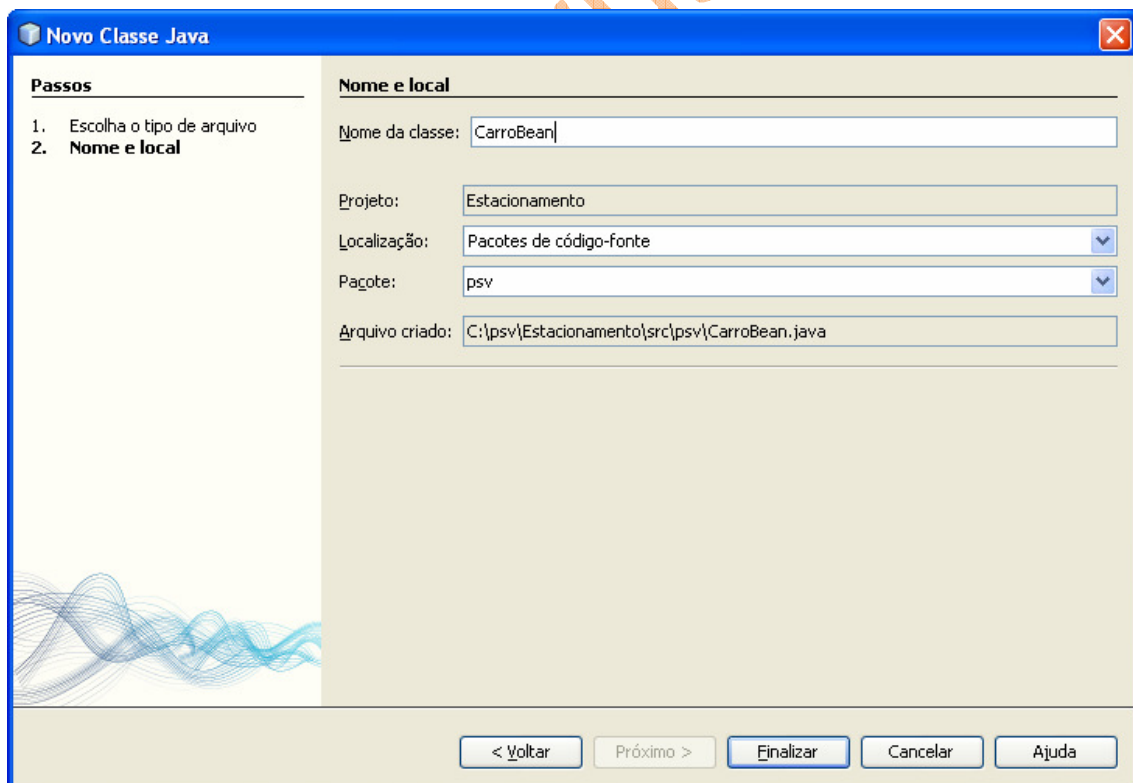 Novo Classe Java
Passos
1. Escolha o tipo de arquivo
2. Nome e local
Nome e local
Nome da classe: CarroBean
Projeto: Estacionamento
Localização: Pacotes de código-fonte
Pacote: psv
Arquivo criado: C:\psv\Estacionamento\src\psv\CarroBean.java
< Voltar Próximo > Finalizar Cancelar Ajuda